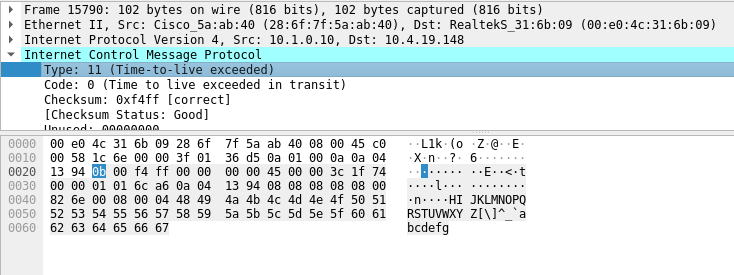 Frame 15790: 102 bytes on wire (816 bits), 102 bytes captured (816 bits)
Ethernet II, Src: Cisco_5a:ab:40 (28:6f:7f:5a:ab:40), Dst: RealtekS_31:6b:09 (00:e0:4c:31:6b:09)
Internet Protocol Version 4, Src: 10.1.0.10, Dst: 10.4.19.148
Internet Control Message Protocol
Type: 11 (Time-to-live exceeded)
Code: 0 (Time to live exceeded in transit)
Checksum: 0xf4ff [correct]
[Checksum Status: Good]
Unused: 00000000
0000 00 e0 4c 31 6b 09 28 6f 7f 5a ab 40 08 00 45 c0 ··L1k·(o ·Z·@··E·
0010 00 58 1c 6e 00 00 3f 01 36 d5 0a 01 00 0a 0a 04 ·X·n··?· 6·······
0020 13 94 0b 00 f4 ff 00 00 00 00 45 00 00 3c 1f 74 ········ ··E··<·t
0030 00 00 01 01 6c a0 0a 04 13 94 08 08 08 08 08 00 ····l··· ········
0040 82 6e 00 08 00 04 48 49 4a 4b 4c 4d 4e 4f 50 51 ·n····HI JKLMNOPQ
0050 52 53 54 55 56 57 58 59 5a 5b 5c 5d 5e 5f 60 61 RSTUVWXY Z[\]^_`a
0060 62 63 64 65 66 67 bcdefg